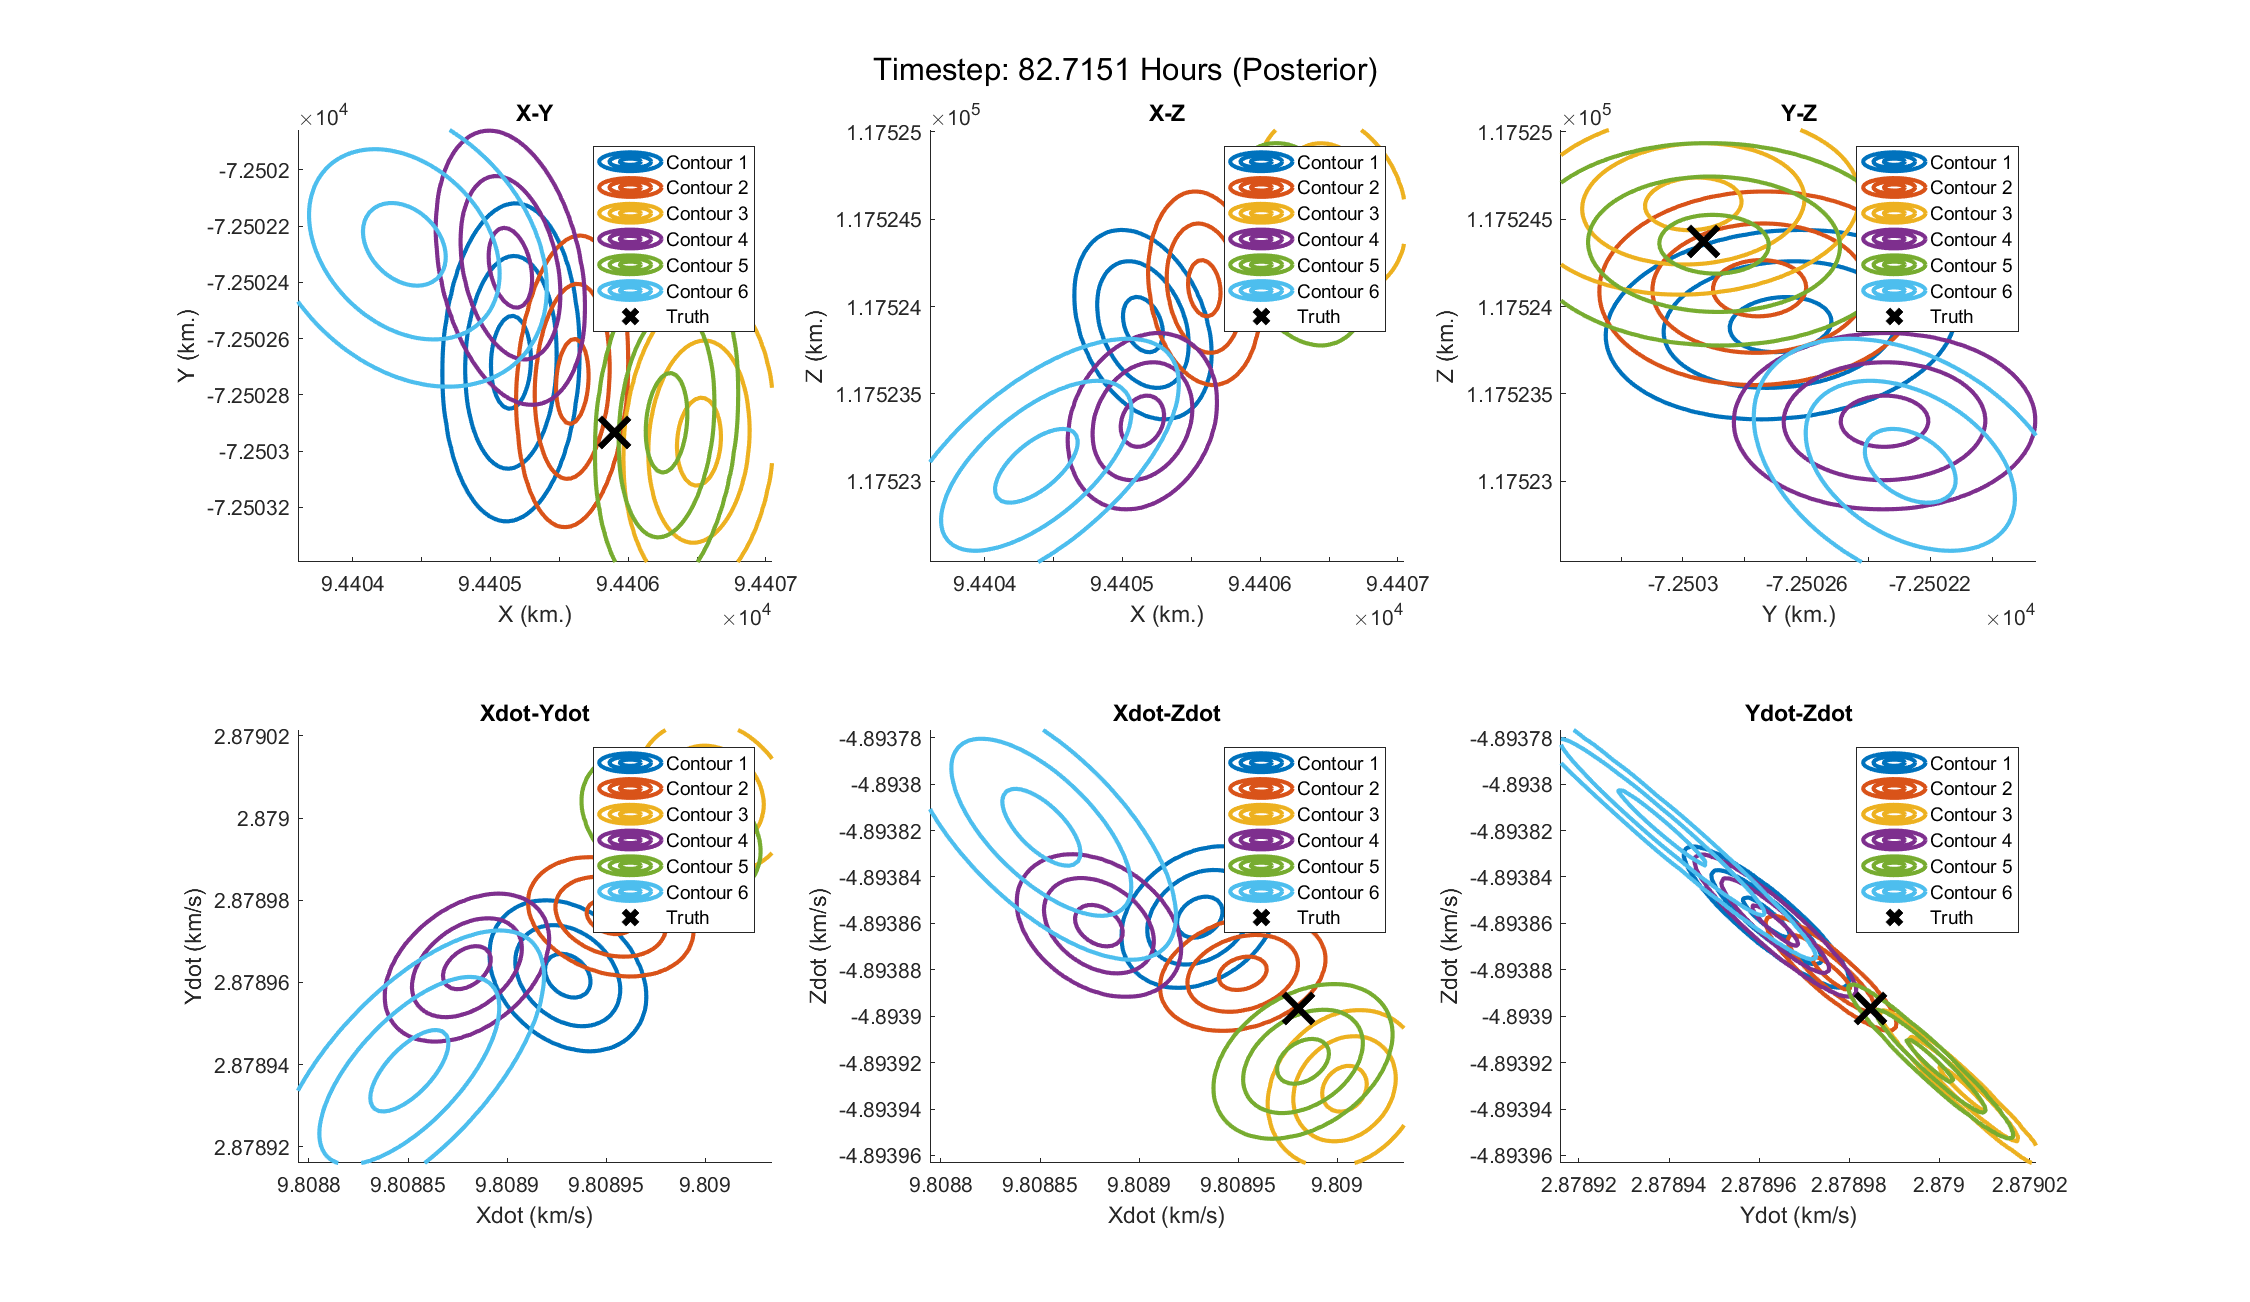 Timestep: 82.7151 Hours (Posterior)
X-Y
×10^4
-7.2502
-7.25022
-7.25024
-7.25026
-7.25028
-7.2503
-7.25032
Y (km.)
9.4404 9.4405 9.4406 9.4407
X (km.)
×10^4
Contour 1
Contour 2
Contour 3
Contour 4
Contour 5
Contour 6
Truth
X-Z
×10^5
1.17525
1.175245
1.17524
1.175235
1.17523
Z (km.)
9.4404 9.4405 9.4406 9.4407
X (km.)
×10^4
Contour 1
Contour 2
Contour 3
Contour 4
Contour 5
Contour 6
Truth
Y-Z
×10^5
1.17525
1.175245
1.17524
1.175235
1.17523
Z (km.)
-7.2503 -7.25026 -7.25022
Y (km.)
×10^4
Contour 1
Contour 2
Contour 3
Contour 4
Contour 5
Contour 6
Truth
Xdot-Ydot
2.87902
2.879
2.87898
2.87896
2.87894
2.87892
Ydot (km/s)
9.8088 9.80885 9.8089 9.80895 9.809
Xdot (km/s)
Contour 1
Contour 2
Contour 3
Contour 4
Contour 5
Contour 6
Truth
Xdot-Zdot
-4.89378
-4.8938
-4.89382
-4.89384
-4.89386
-4.89388
-4.8939
-4.89392
-4.89394
-4.89396
Zdot (km/s)
9.8088 9.80885 9.8089 9.80895 9.809
Xdot (km/s)
Contour 1
Contour 2
Contour 3
Contour 4
Contour 5
Contour 6
Truth
Ydot-Zdot
-4.89378
-4.8938
-4.89382
-4.89384
-4.89386
-4.89388
-4.8939
-4.89392
-4.89394
-4.89396
Zdot (km/s)
2.87892 2.87894 2.87896 2.87898 2.879 2.87902
Ydot (km/s)
Contour 1
Contour 2
Contour 3
Contour 4
Contour 5
Contour 6
Truth